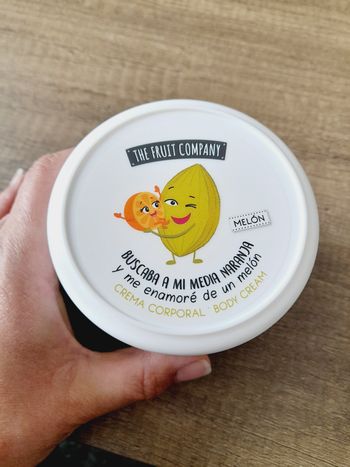 THE FRUIT COMPANY.
MELÓN
BUSCABA A MI MEDIA NARANJA
y me enamoré de un melón
CREMA CORPORAL · BODY CREAM